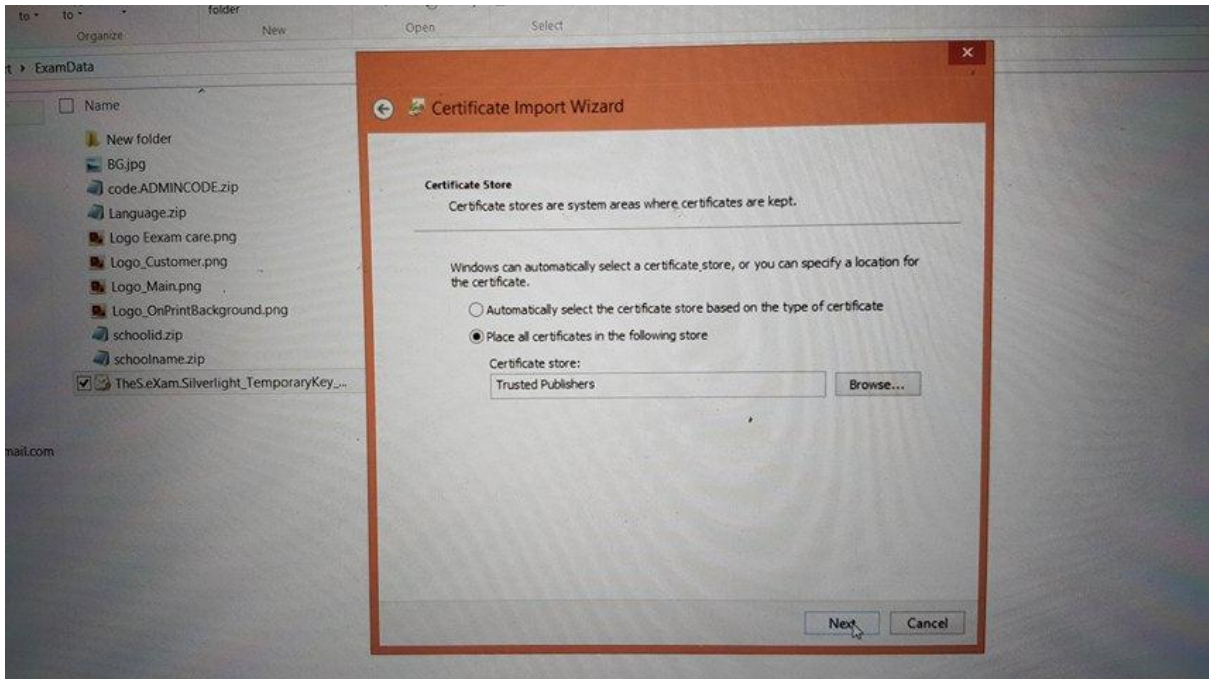 to
to
folder
Organize
New
Open
Select
ExamData
Name
New folder
BG.jpg
code.ADMINCODE.zip
Language.zip
Logo Eexam care.png
Logo_Customer.png
Logo_Main.png
Logo_OnPrintBackground.png
schoolid.zip
schoolname.zip
TheS.eXam.Silverlight_TemporaryKey_...
mail.com
Certificate Import Wizard
Certificate Store
Certificate stores are system areas where certificates are kept.
Windows can automatically select a certificate store, or you can specify a location for
the certificate.
Automatically select the certificate store based on the type of certificate
Place all certificates in the following store
Certificate store:
Trusted Publishers
Browse...
Next
Cancel